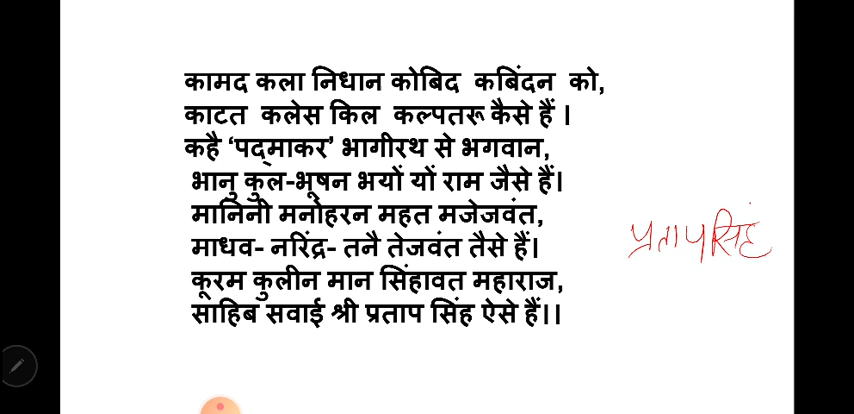 कामद कला निधान कोबिद  कबिंदन  को,
काटत  कलेस किल  कल्पतरू कैसे हैं ।
कहै ‘पद्‌माकर’ भागीरथ से भगवान,
भानु कुल-भूषन भयों यों राम जैसे हैं।
मानिनी मनोहरन महत मजेजवंत,
माधव- नरिंद्र- तनै तेजवंत तैसे हैं।
कूरम कुलीन मान सिंहावत महाराज,
साहिब सवाई श्री प्रताप सिंह ऐसे हैं।।
प्रतापसिंह